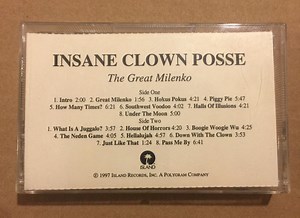 INSANE CLOWN POSSE
The Great Milenko
Side One
1. Intro 2:00 2. Great Milenko 1:56 3. Hokus Pokus 4:21 4. Piggy Pie 5:47
5. How Many Times? 6:21 6. Southwest Voodoo 4:02 7. Halls Of Illusions 4:18
8. Under The Moon 5:00
Side Two
1. What Is A Juggalo? 2:13 2. House Of Horrors 4:20 3. Boogie Woogie Wu 4:25
4. The Neden Game 4:05 5. Hellalujah 4:57 6. Down With The Clown 3:53
7. Just Like That 1:24 8. Pass Me By 6:41
ISLAND
© 1997 ISLAND RECORDS, INC. A POLYGRAM COMPANY